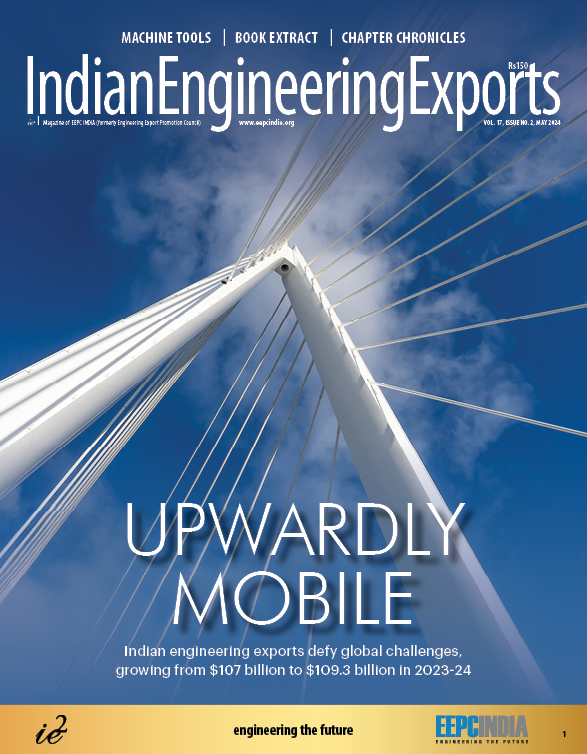 MACHINE TOOLS | BOOK EXTRACT | CHAPTER CHRONICLES
Rs150
IndianEngineeringExports
ie² | Magazine of EEPC INDIA (formerly Engineering Export Promotion Council) www.eepcindia.org VOL. 17, ISSUE NO. 2, MAY 2024
UPWARDLY
MOBILE
Indian engineering exports defy global challenges,
growing from $107 billion to $109.3 billion in 2023-24
ie² engineering the future EEPCINDIA
ENGINEERING THE FUTURE
1